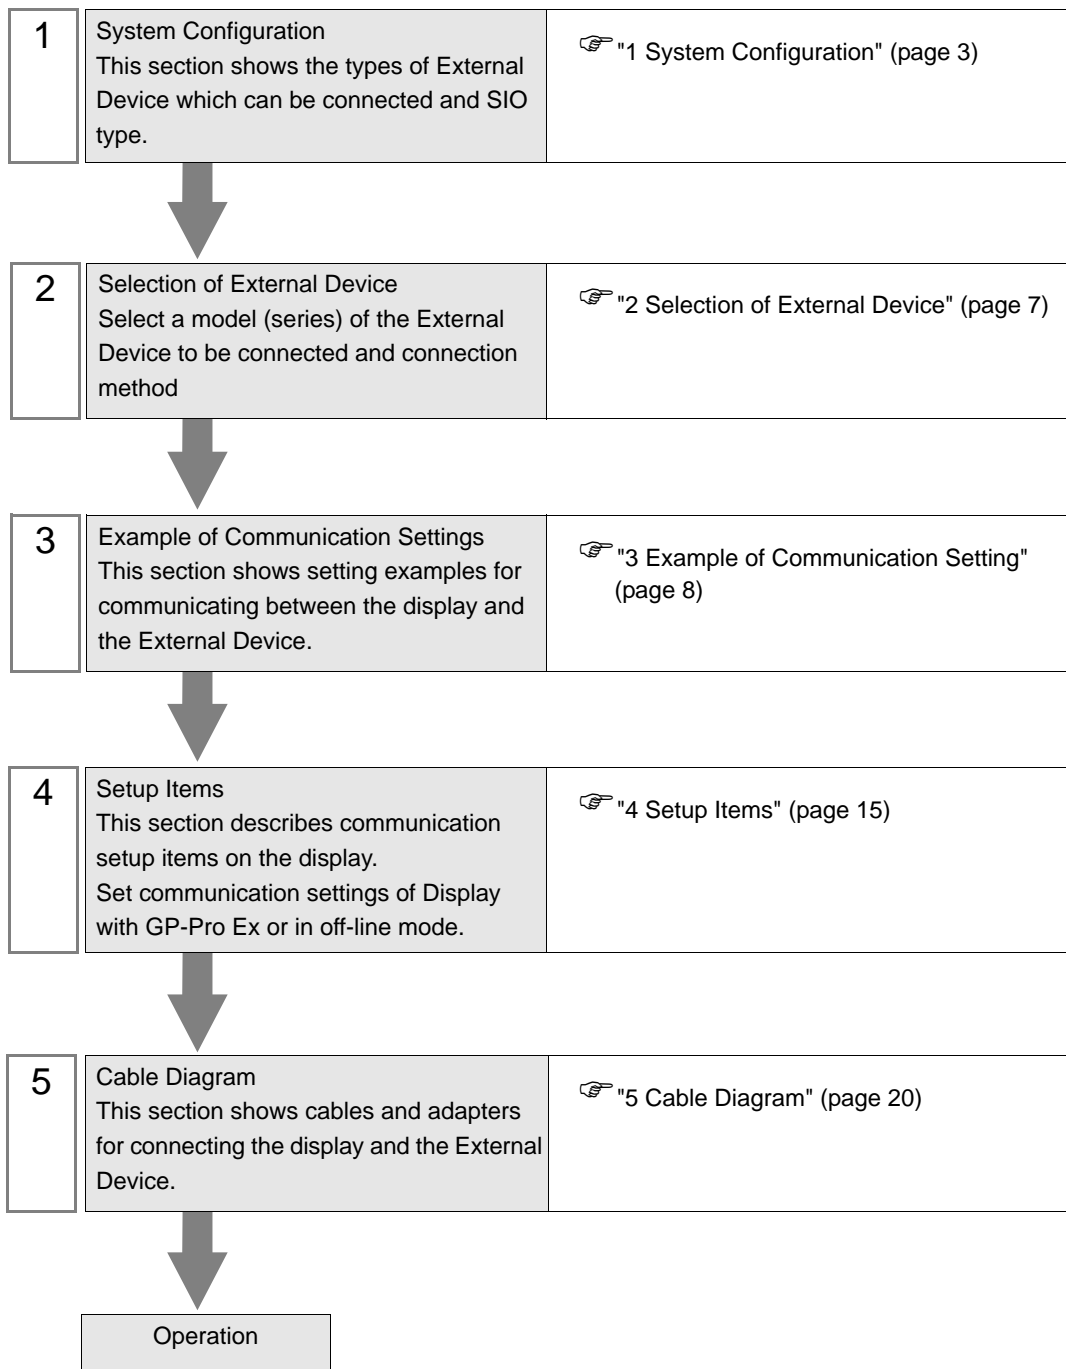 1
System Configuration
This section shows the types of External
Device which can be connected and SIO
type.
"1 System Configuration" (page 3)
2
Selection of External Device
Select a model (series) of the External
Device to be connected and connection
method
"2 Selection of External Device" (page 7)
3
Example of Communication Settings
This section shows setting examples for
communicating between the display and
the External Device.
"3 Example of Communication Setting"
(page 8)
4
Setup Items
This section describes communication
setup items on the display.
Set communication settings of Display
with GP-Pro Ex or in off-line mode.
"4 Setup Items" (page 15)
5
Cable Diagram
This section shows cables and adapters
for connecting the display and the External
Device.
"5 Cable Diagram" (page 20)
Operation